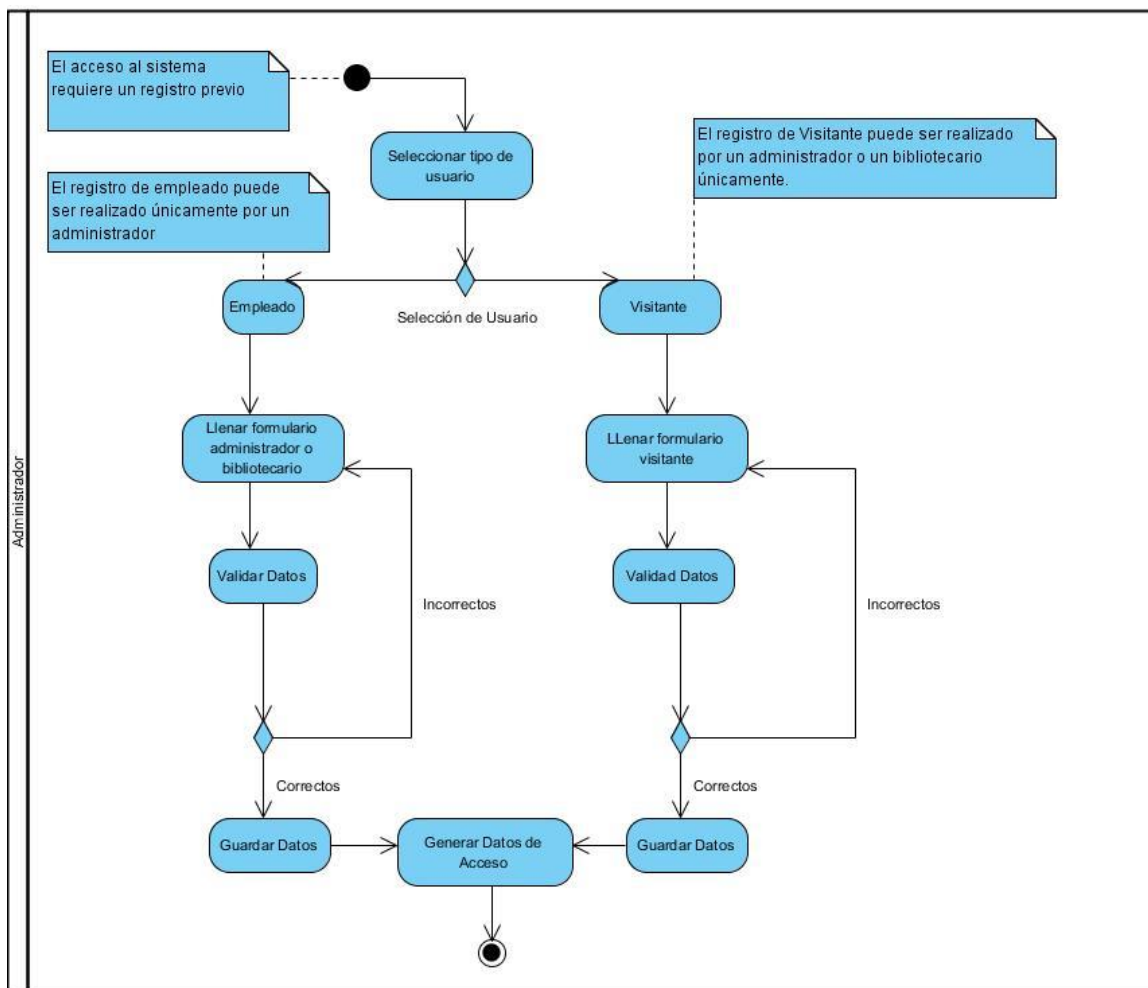 El acceso al sistema
requiere un registro previo
Seleccionar tipo de
usuario
El registro de Visitante puede ser realizado
por un administrador o un bibliotecario
únicamente.
El registro de empleado puede
ser realizado únicamente por un
administrador
Empleado
Selección de Usuario
Visitante
Llenar formulario
administrador o
bibliotecario
LLenar formulario
visitante
Administrador
Validar Datos
Validad Datos
Incorrectos
Incorrectos
Correctos
Correctos
Guardar Datos
Generar Datos de
Acceso
Guardar Datos